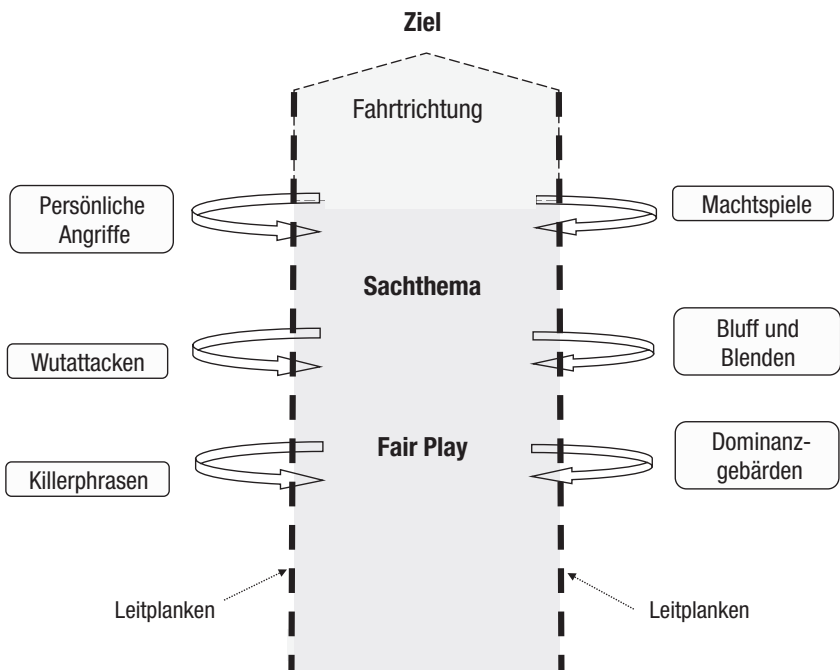 Ziel
Fahrtrichtung
Persönliche
Angriffe
Machtspiele
Sachthema
Wutattacken
Bluff und
Blenden
Killerphrasen
Fair Play
Dominanz-
gebärden
Leitplanken
Leitplanken